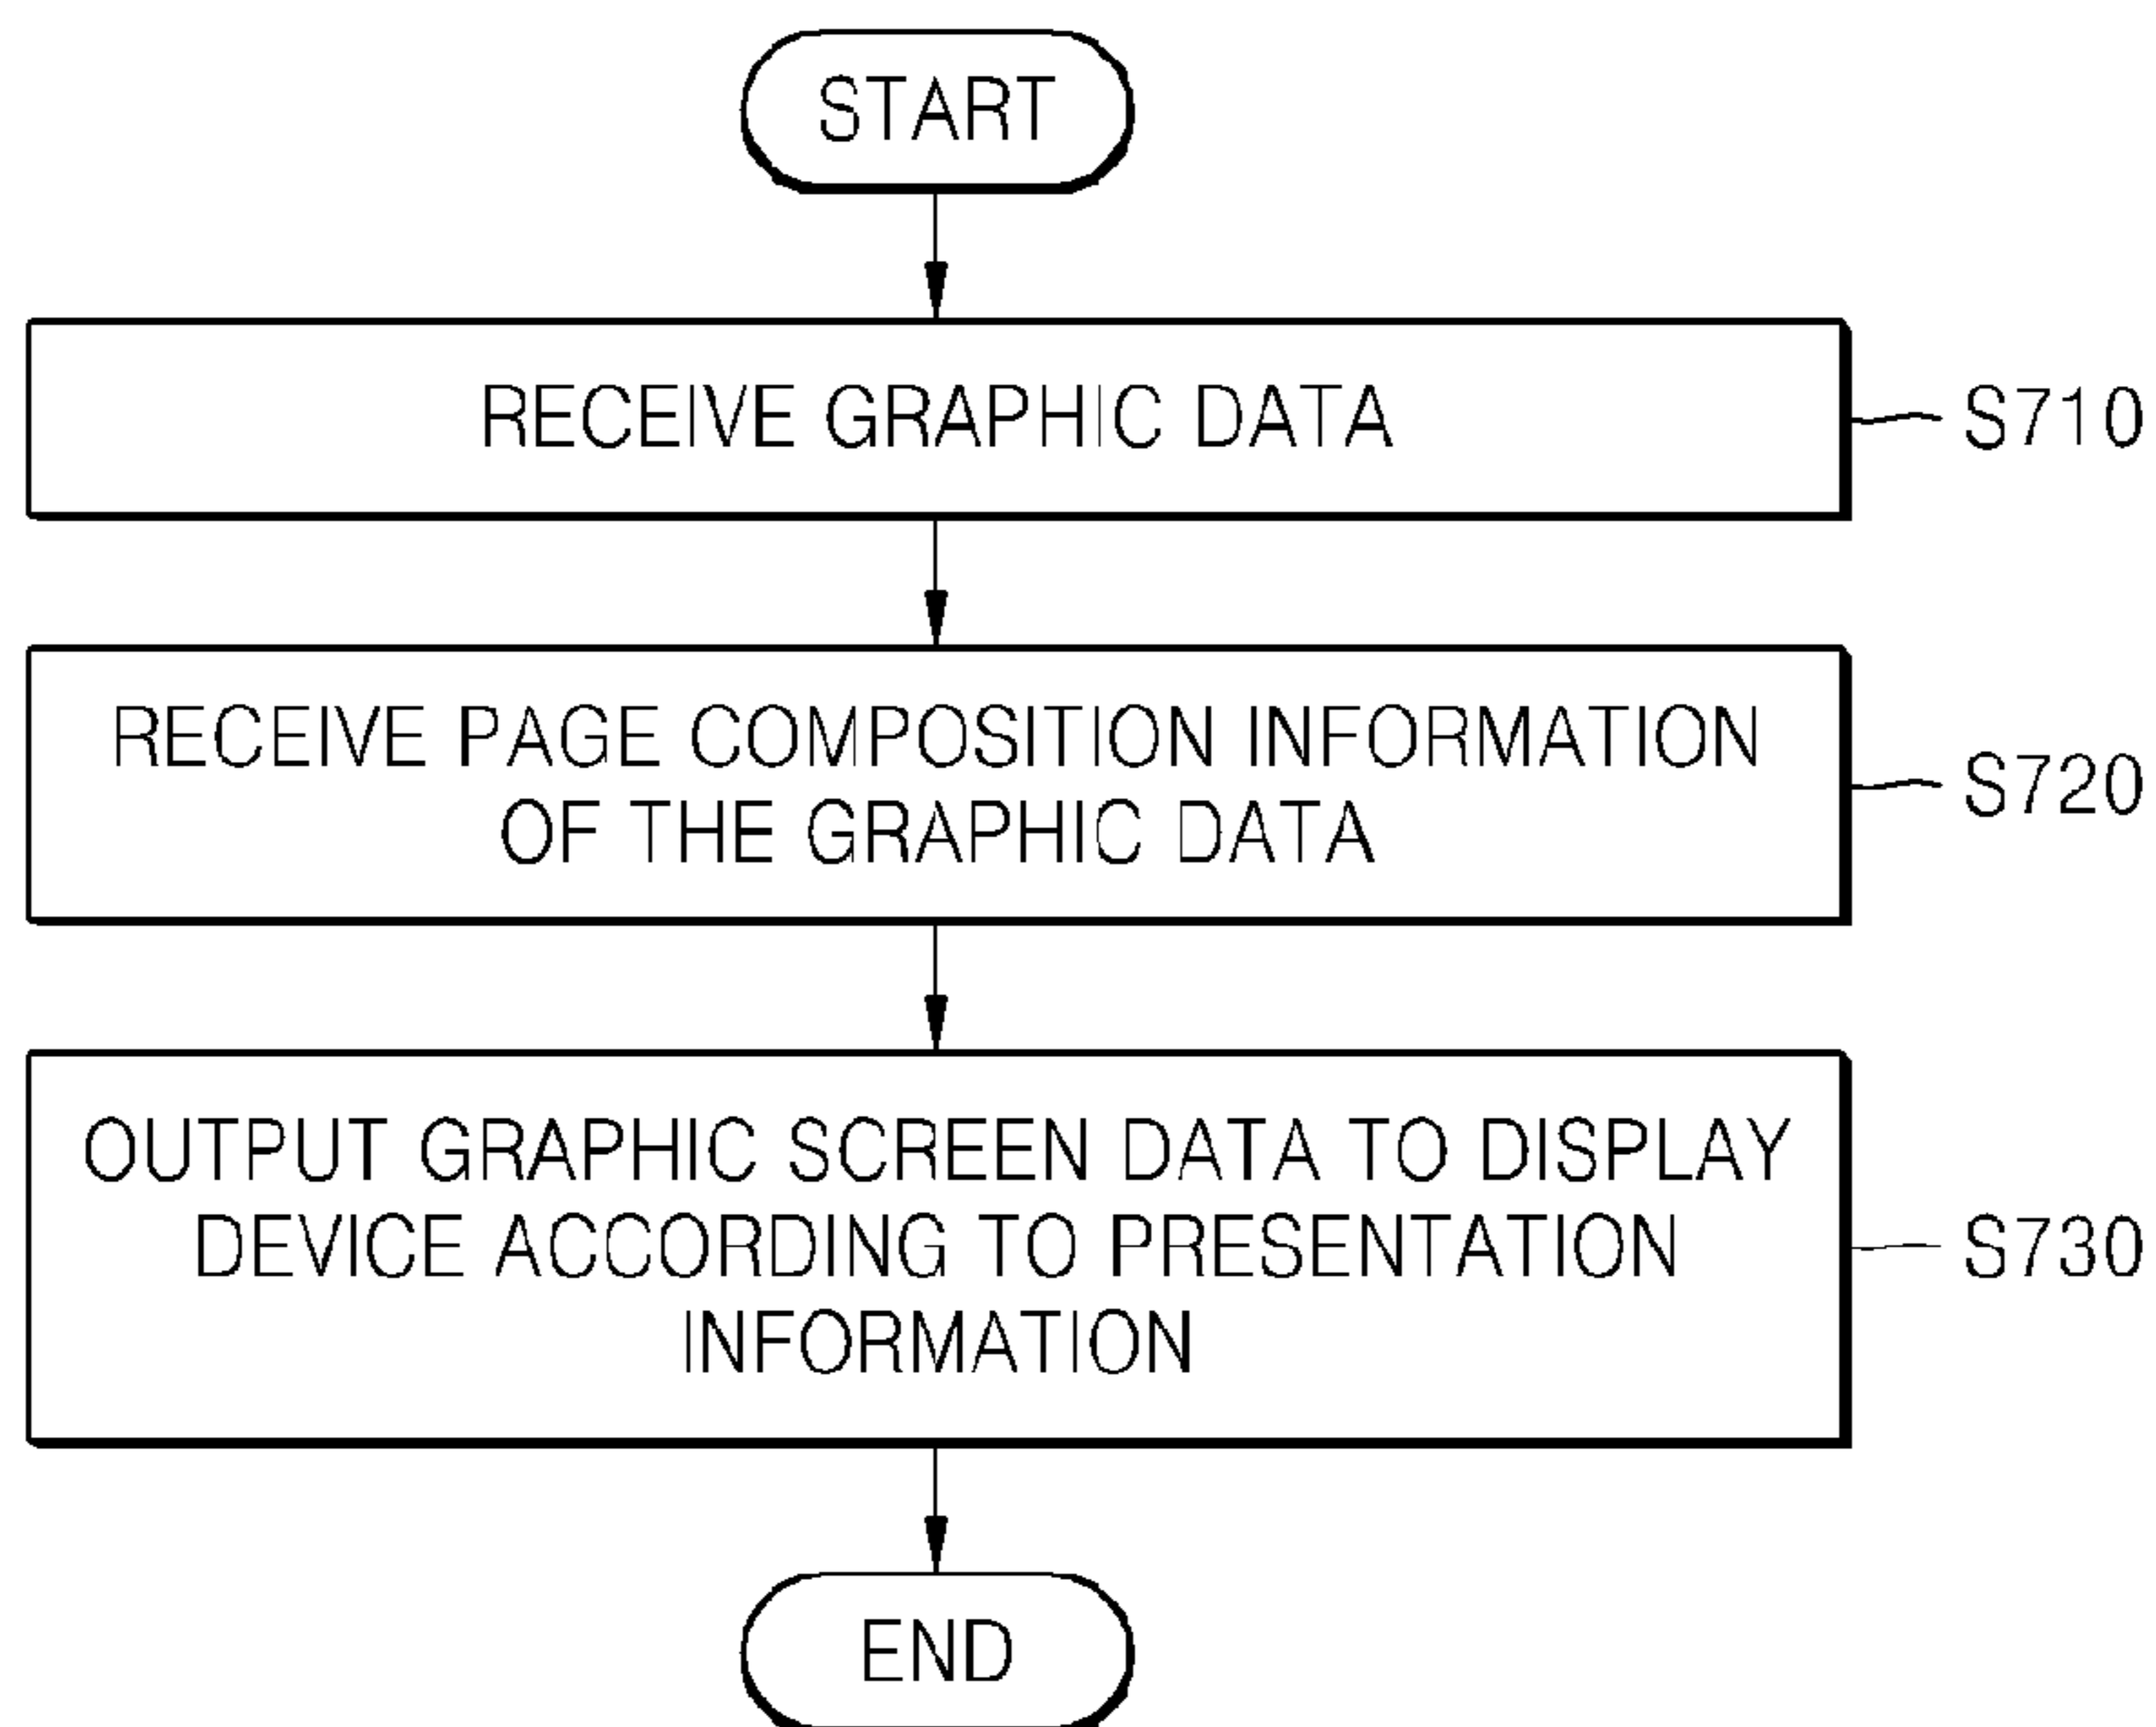 START
RECEIVE GRAPHIC DATA
S710
RECEIVE PAGE COMPOSITION INFORMATION
OF THE GRAPHIC DATA
S720
OUTPUT GRAPHIC SCREEN DATA TO DISPLAY
DEVICE ACCORDING TO PRESENTATION
INFORMATION
S730
END